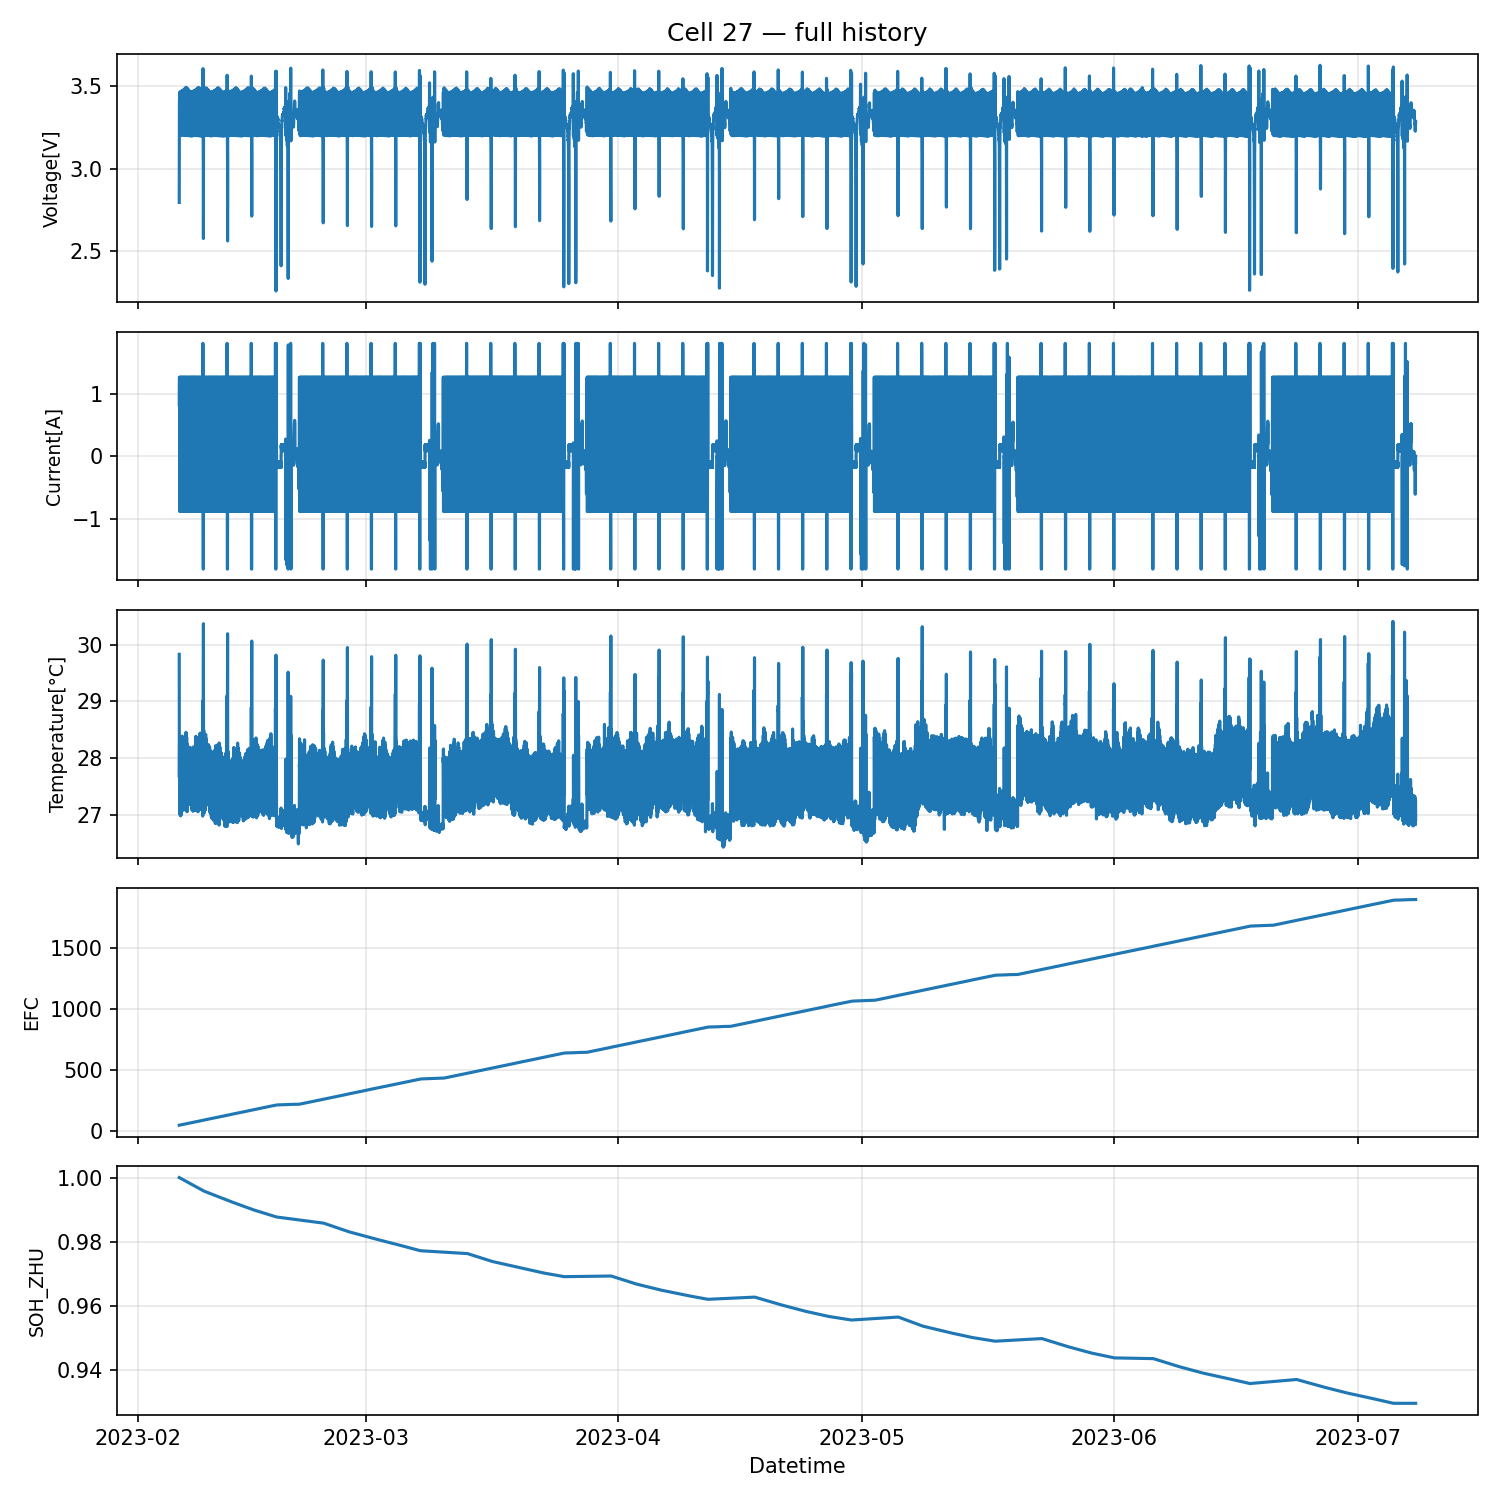 Cell 27 — full history
3.5
3.0
2.5
Voltage[V]
1
0
−1
Current[A]
30
29
28
27
Temperature[°C]
1500
1000
500
0
EFC
1.00
0.98
0.96
0.94
SOH_ZHU
2023-02 2023-03 2023-04 2023-05 2023-06 2023-07
Datetime